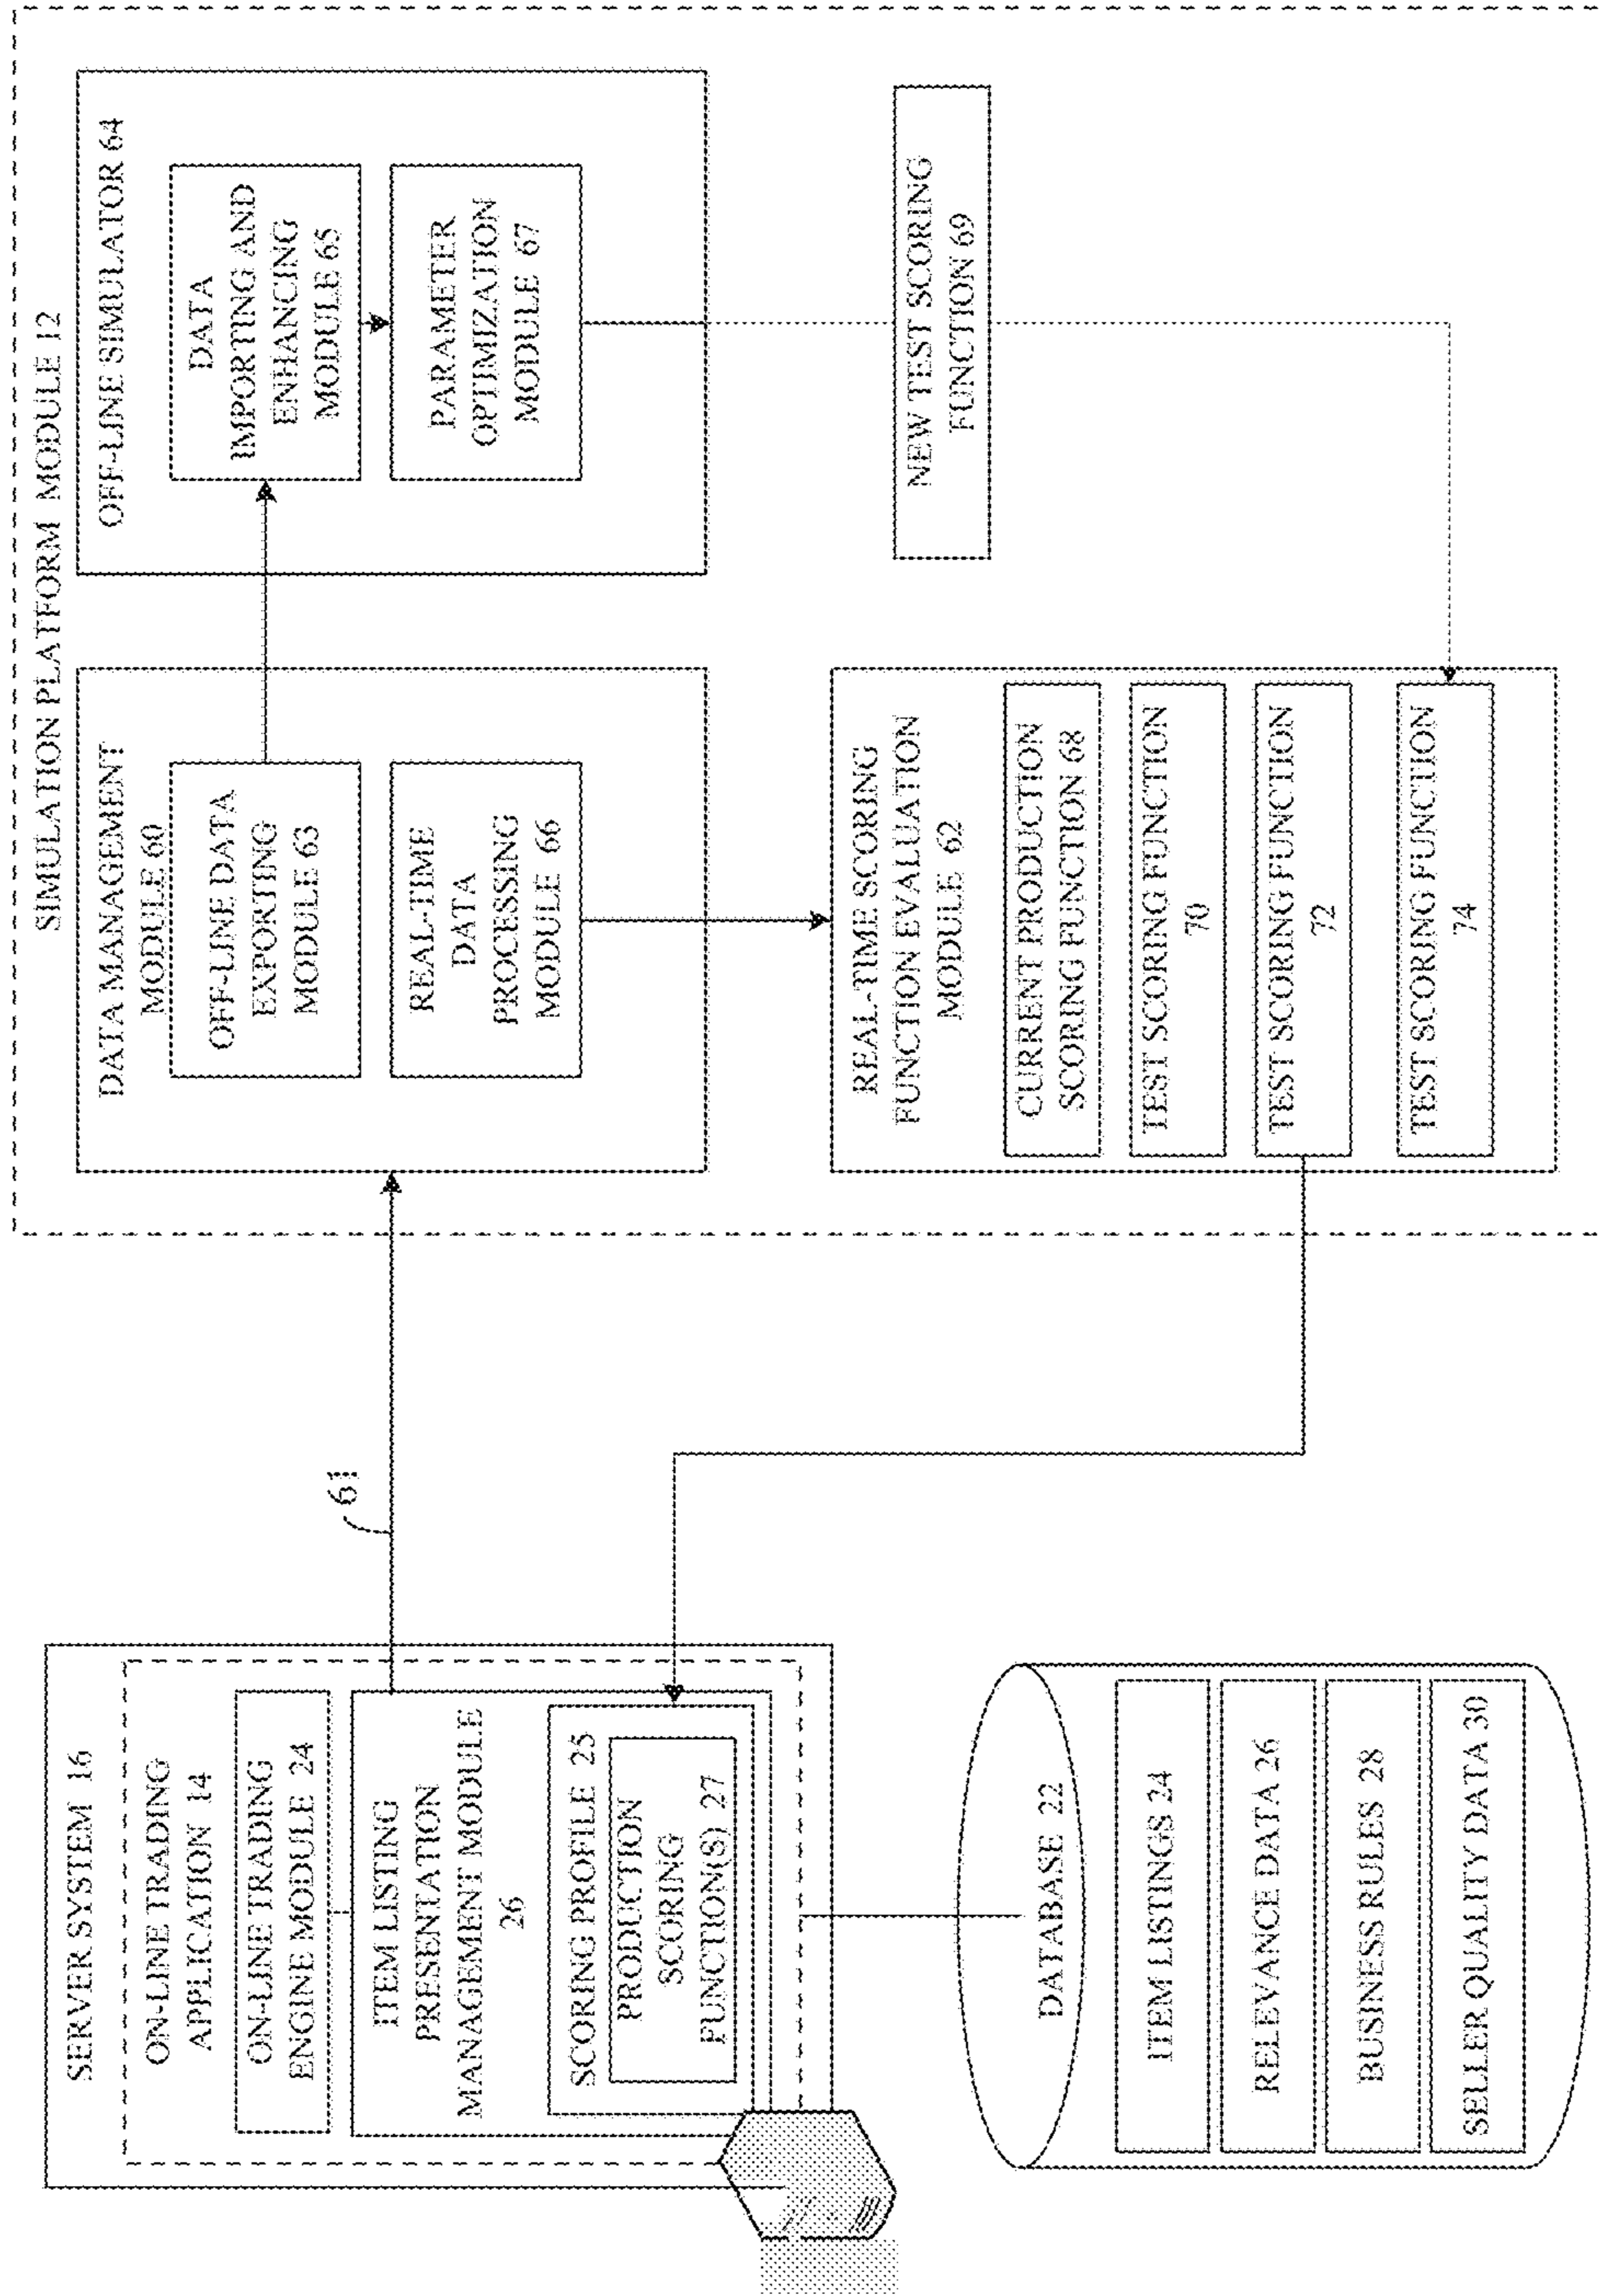 SERVER SYSTEM 16
ON-LINE TRADING
APPLICATION 14
ON-LINE TRADING
ENGINE MODULE 24
ITEM LISTING
PRESENTATION
MANAGEMENT MODULE
26
SCORING PROFILE 25
PRODUCTION
SCORING
FUNCTION(S) 27
DATABASE 22
ITEM LISTINGS 24
RELEVANCE DATA 26
BUSINESS RULES 28
SELLER QUALITY DATA 30
61
SIMULATION PLATFORM MODULE 12
DATA MANAGEMENT
MODULE 60
OFF-LINE DATA
EXPORTING
MODULE 63
REAL-TIME
DATA
PROCESSING
MODULE 66
REAL-TIME SCORING
FUNCTION EVALUATION
MODULE 62
CURRENT PRODUCTION
SCORING FUNCTION 68
TEST SCORING FUNCTION
70
TEST SCORING FUNCTION
72
TEST SCORING FUNCTION
74
OFF-LINE SIMULATOR 64
DATA
IMPORTING AND
ENHANCING
MODULE 65
PARAMETER
OPTIMIZATION
MODULE 67
NEW TEST SCORING
FUNCTION 69